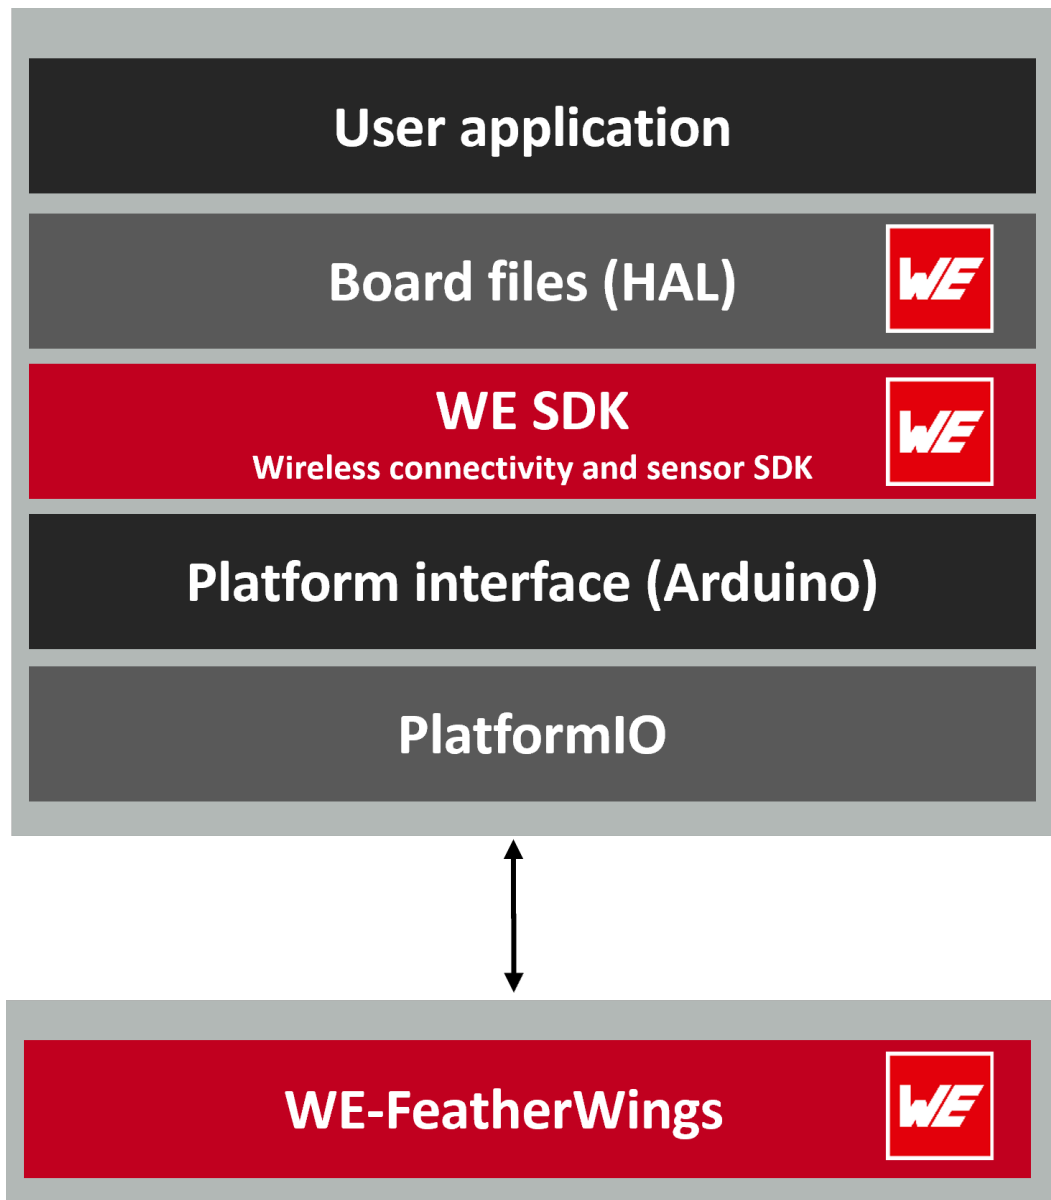 User application
Board files (HAL)
WE
WE SDK
Wireless connectivity and sensor SDK
WE
Platform interface (Arduino)
PlatformIO
WE-FeatherWings
WE